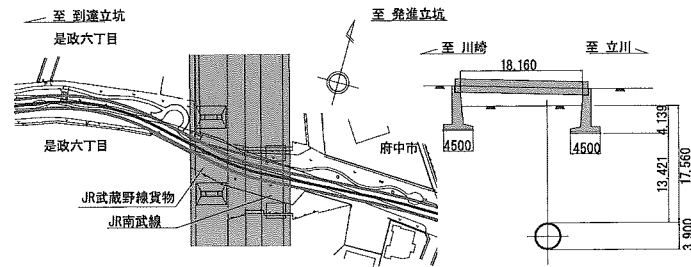 至 到達立坑
是政六丁目
是政六丁目
JR武蔵野線貨物
JR南武線
至 発進立坑
府中市
至 川崎
至 立川
18,160
4500
4500
4,139
13,421
17,560
3,900